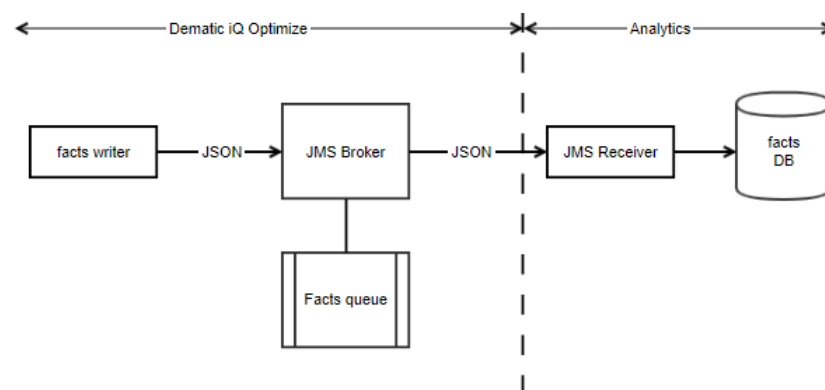 Dematic iQ Optimize
Analytics
facts writer
JSON
JMS Broker
JSON
JMS Receiver
facts
DB
Facts queue